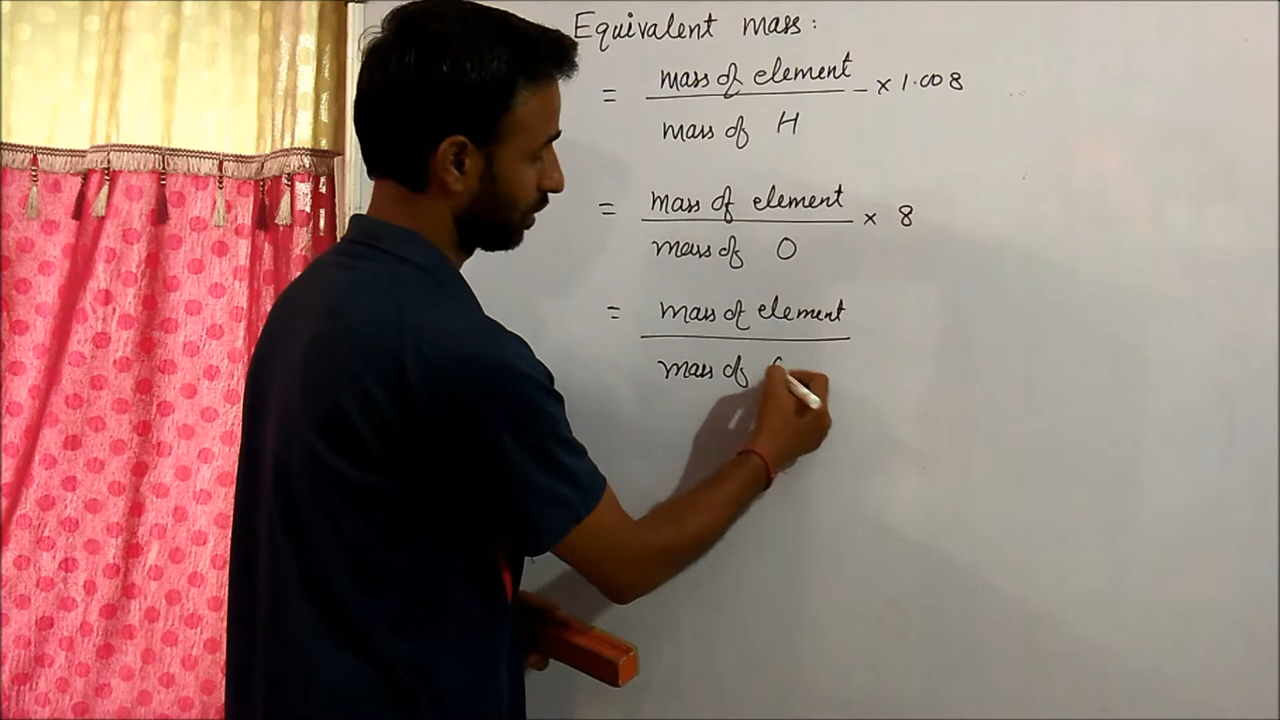 Equivalent mass :
= mass of element × 1.008
mass of H
= mass of element × 8
mass of O
= mass of element
mass of